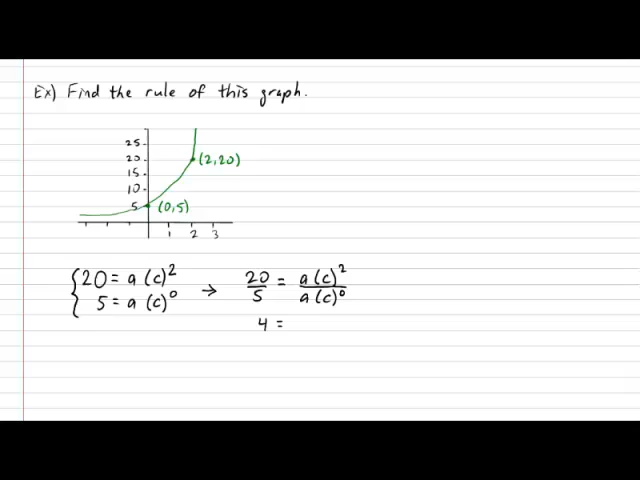 Ex) Find the rule of this graph.
25
20
15
10
5
(2,20)
(0,5)
1 2 3
{20 = a (c)² → 20/5 = a(c)²/a(c)⁰
5 = a (c)⁰
4 =